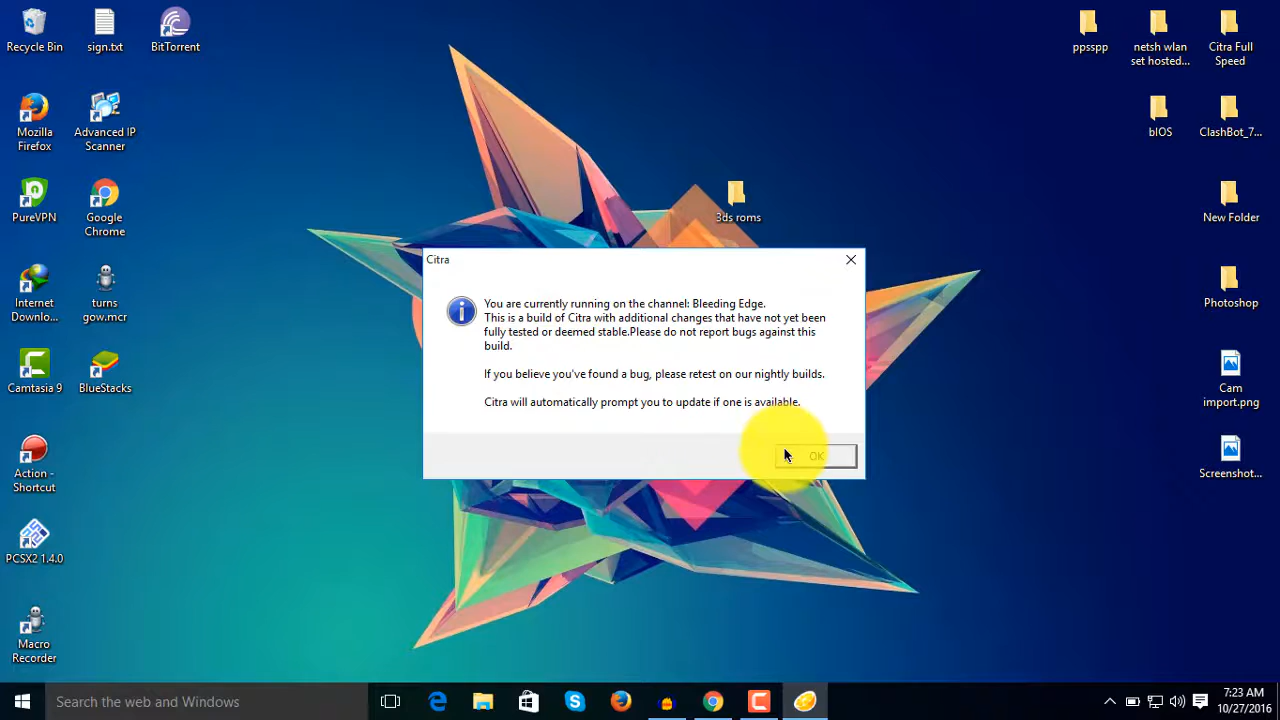 Recycle Bin
sign.txt
BitTorrent
ppsspp
netsh wlan
set hosted...
Citra Full
Speed
Mozilla
Firefox
Advanced IP
Scanner
bIOS
ClashBot_7...
PureVPN
Google
Chrome
3ds roms
New Folder
Citra
You are currently running on the channel: Bleeding Edge.
This is a build of Citra with additional changes that have not yet been
fully tested or deemed stable.Please do not report bugs against this
build.
If you believe you've found a bug, please retest on our nightly builds.
Citra will automatically prompt you to update if one is available.
OK
Internet
Downlo...
turns
gow.mcr
Photoshop
Camtasia 9
BlueStacks
Cam
import.png
Action -
Shortcut
Screenshot...
PCSX2 1.4.0
Macro
Recorder
Search the web and Windows
7:23 AM
10/27/2016